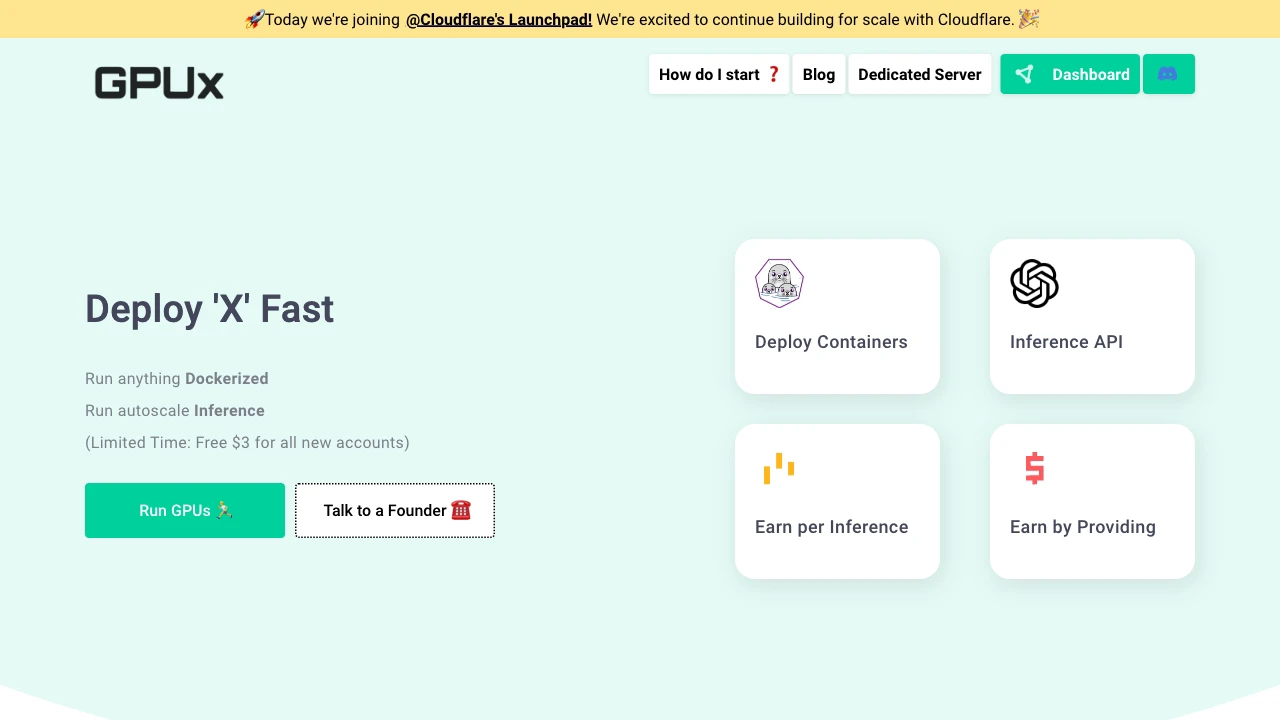 🚀Today we're joining @Cloudflare's Launchpad! We're excited to continue building for scale with Cloudflare.🎉
GPUx
How do I start ❓
Blog
Dedicated Server
Dashboard
Deploy 'X' Fast
Run anything Dockerized
Run autoscale Inference
(Limited Time: Free $3 for all new accounts)
Run GPUs 🏃
Talk to a Founder ☎️
Deploy Containers
Inference API
Earn per Inference
Earn by Providing